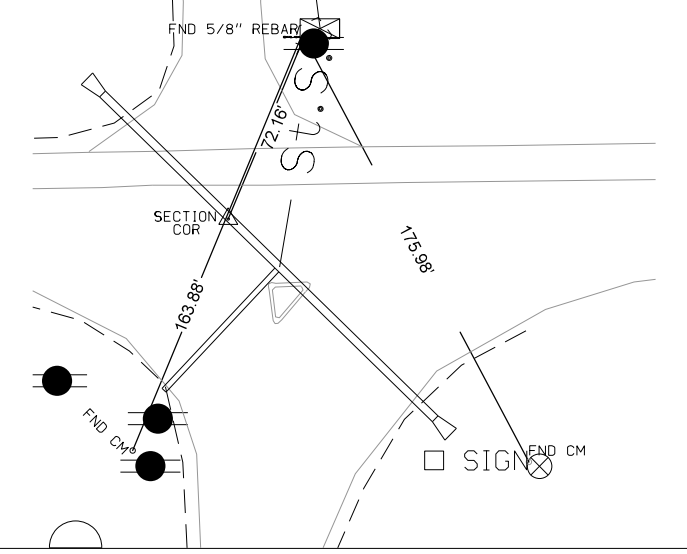 FND 5/8" REBAR
S t. S.
72.16'
SECTION
COR
175.98'
163.88'
FND CM
SIGN
FND CM